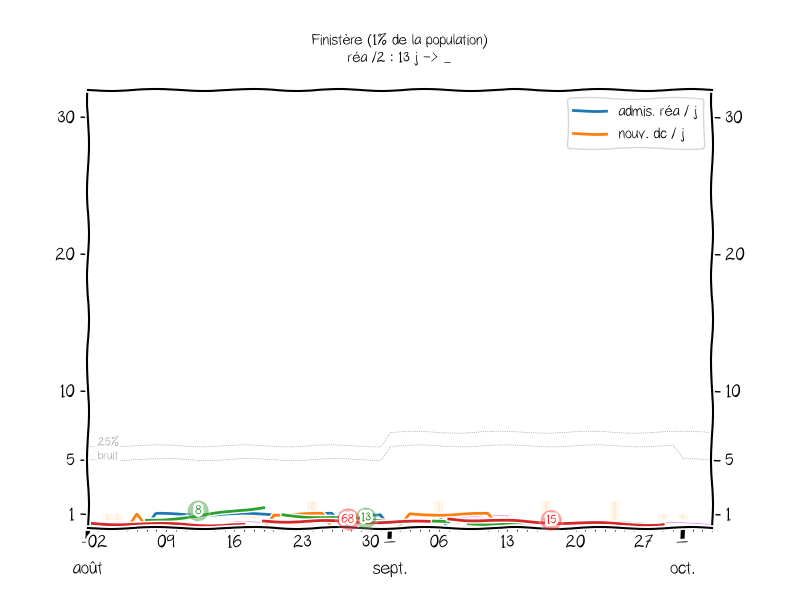 Finistère (1% de la population)
réa /2 : 13 j -> _
admis. réa / j
nouv. dc / j
30 30
20 20
10 10
25%
bruit
5 5
8
68 13 15
1 1
02 09 16 23 30 06 13 20 27
août sept. oct.